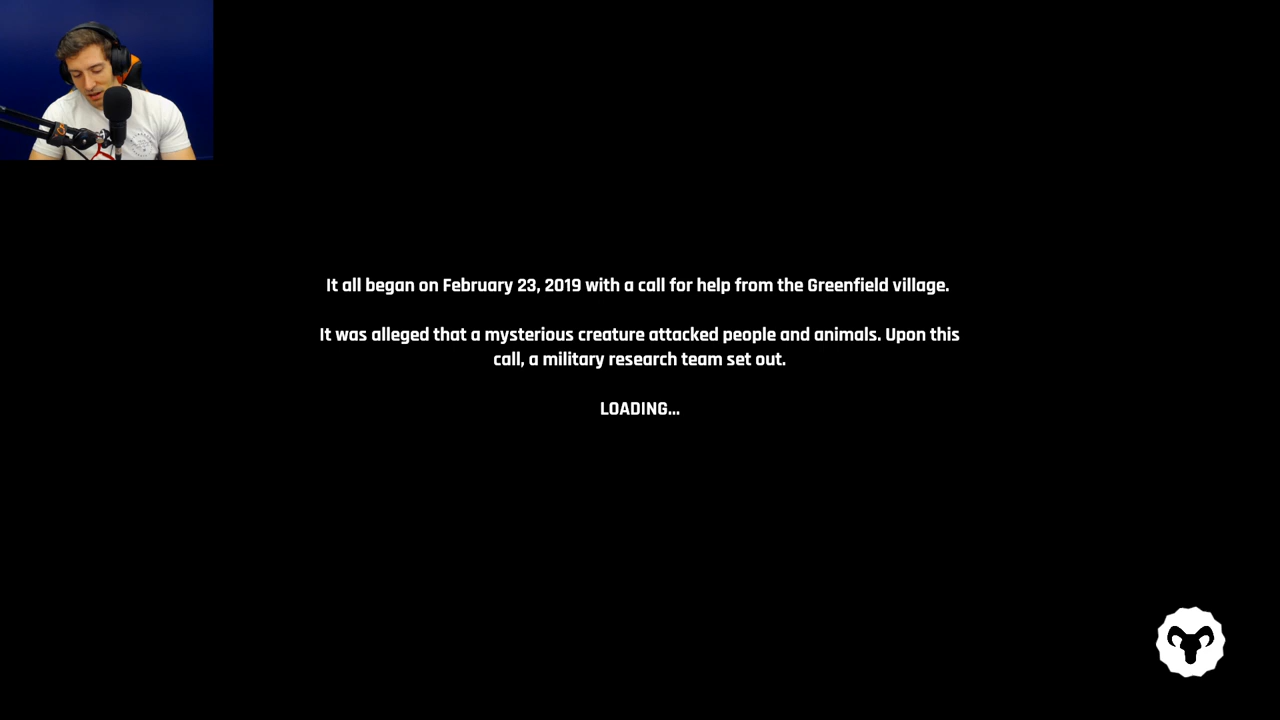 It all began on February 23, 2019 with a call for help from the Greenfield village.
It was alleged that a mysterious creature attacked people and animals. Upon this
call, a military research team set out.
LOADING...